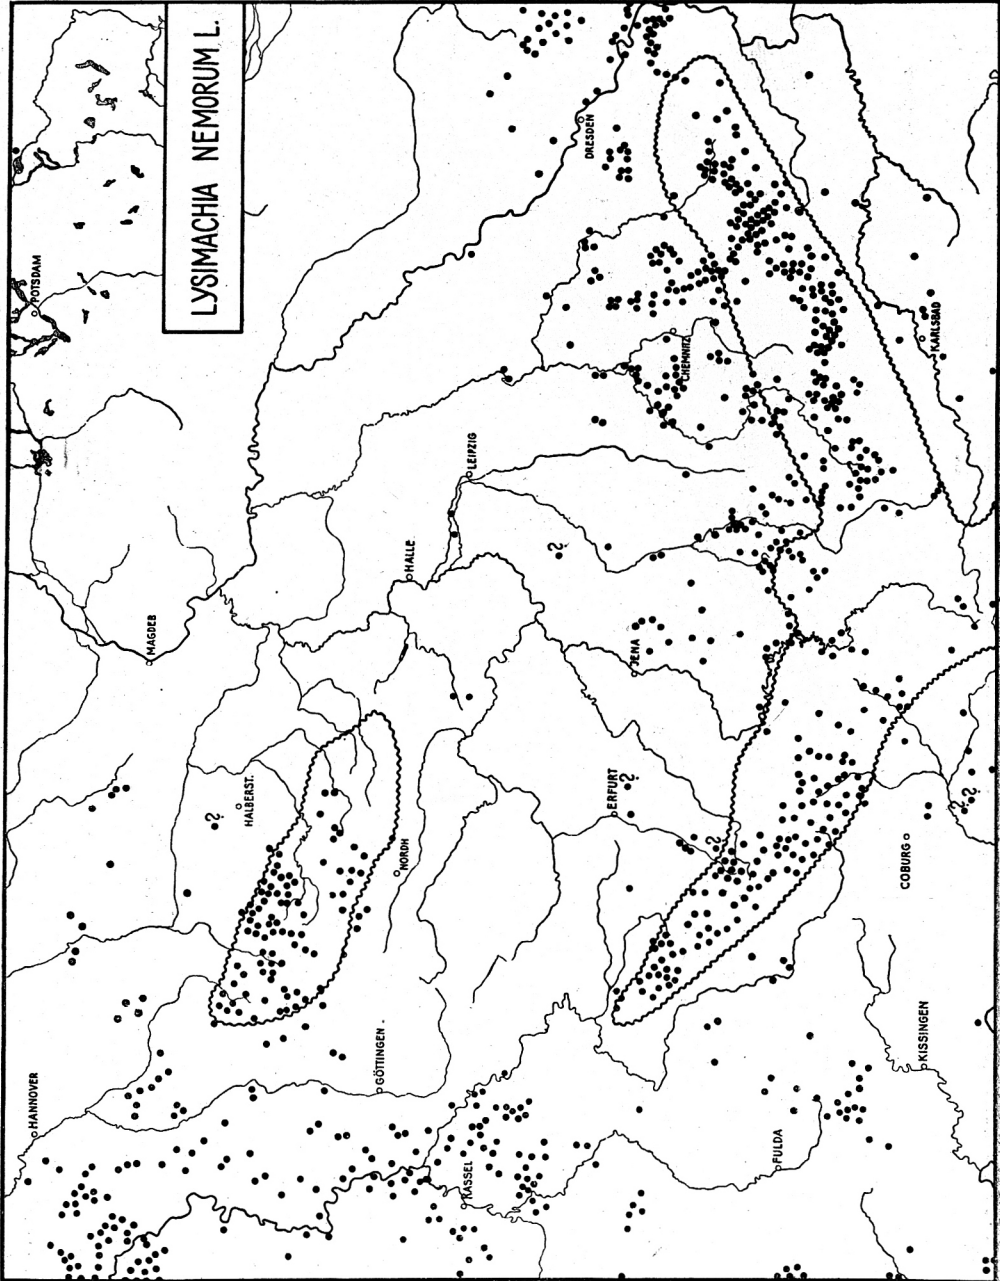 LYSIMACHIA NEMORUM L.
HANNOVER
MAGDEB
POTSDAM
HALBERST.
?
GÖTTINGEN
NORDH
HALLE
LEIPZIG
DRESDEN
KASSEL
?
ERFURT
?
JENA
CHEMNITZ
?
FULDA
KISSINGEN
COBURG
? ?
KARLSBAD